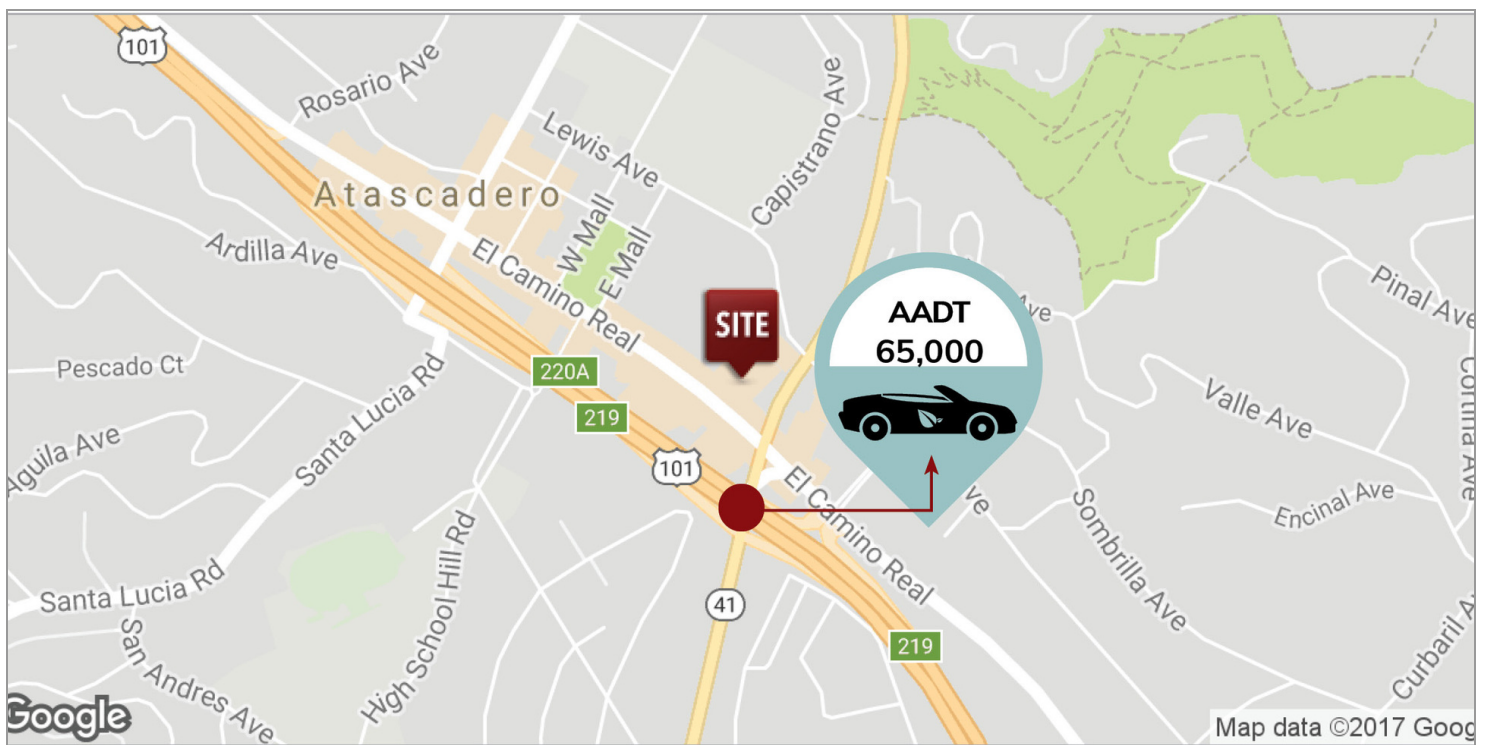 101
Rosario Ave
Lewis Ave
Capistrano Ave
Atascadero
W Mall
E Mall
Ardilla Ave
El Camino Real
Pinal Ave
SITE
AADT
65,000
Ave
Pescado Ct
220A
219
Santa Lucia Rd
Valle Ave
Cortina Ave
Aguila Ave
101
El Camino Real
Encinal Ave
Sombrilla Ave
High School Hill Rd
Santa Lucia Rd
41
219
San Andres Ave
Curbaril A
Google
Map data ©2017 Goog